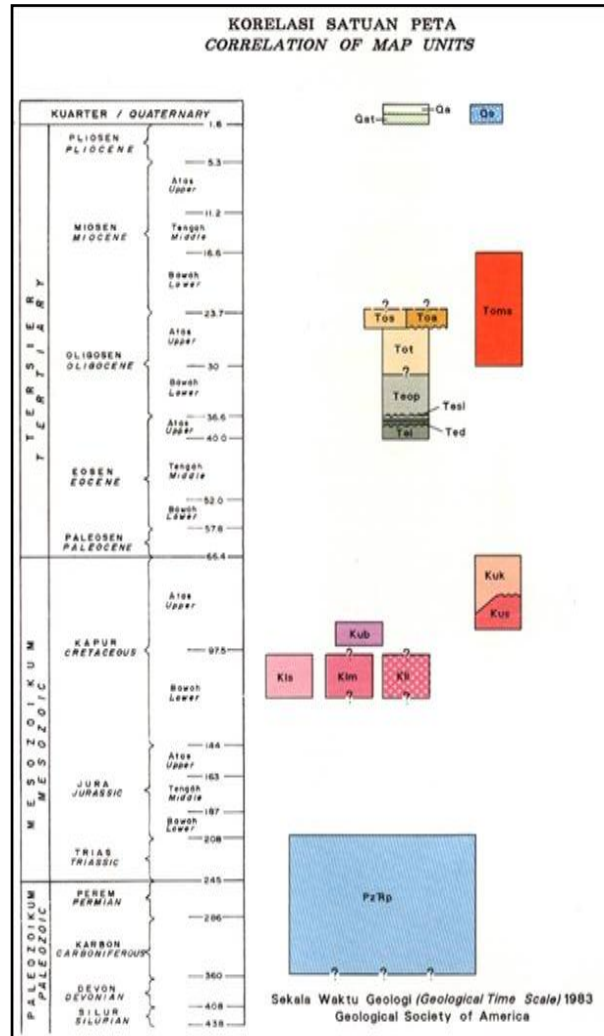 KORELASI SATUAN PETA
CORRELATION OF MAP UNITS
KUARTER / QUATERNARY
Qa
Qat
Qs
1.6
PLIOSEN
PLIOCENE
5.3
Atas
Upper
11.2
MIOSEN
MIOCENE
Tengah
Middle
16.6
Bawah
Lower
23.7
? ?
Tos Toa
Toms
Atas
Upper
Tot
OLIGOSEN
OLIGOCENE
30
?
Bawah
Lower
Teop
Tesl
36.6
Atas
Upper
Ted
Tel
40.0
TERSIER
TERTIARY
EOSEN
EOCENE
Tengah
Middle
52.0
Bawah
Lower
57.8
PALEOSEN
PALEOCENE
66.4
Kuk
Kus
Atas
Upper
Kub
KAPUR
CRETACEOUS
97.5
? ?
Kls Klm Kll
? ?
Bawah
Lower
144
Atas
Upper
163
JURA
JURASSIC
Tengah
Middle
187
Bawah
Lower
208
MESOZOIKUM
MESOZOIC
TRIAS
TRIASSIC
245
PEREM
PERMIAN
286
KARBON
CARBONIFEROUS
360
? ? ?
DEVON
DEVONIAN
408
SILUR
SILUPIAN
438
PALEOZOIKUM
PALEOZOIC
Sekala Waktu Geologi (Geological Time Scale) 1983
Geological Society of America